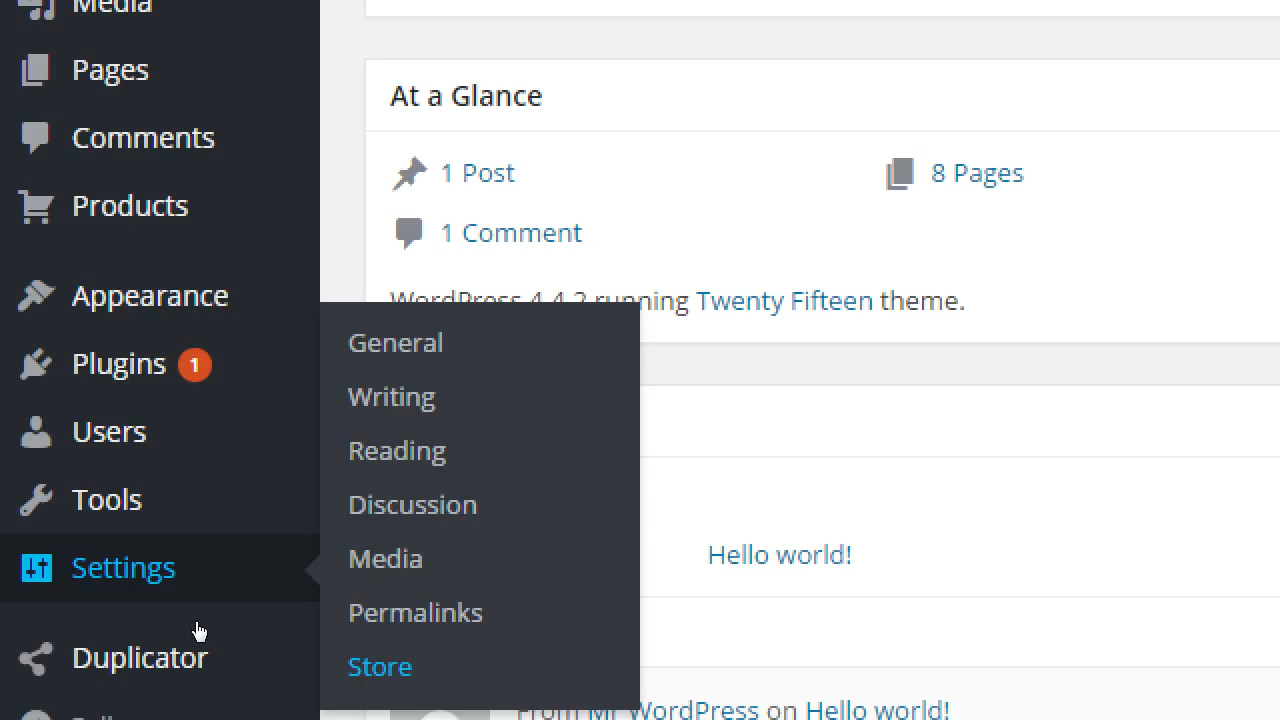 Media
Pages
Comments
Products
Appearance
Plugins 1
Users
Tools
Settings
Duplicator
General
Writing
Reading
Discussion
Media
Permalinks
Store
At a Glance
1 Post
8 Pages
1 Comment
WordPress 4.4.2 running Twenty Fifteen theme.
Hello world!
From Mr WordPress on Hello world!